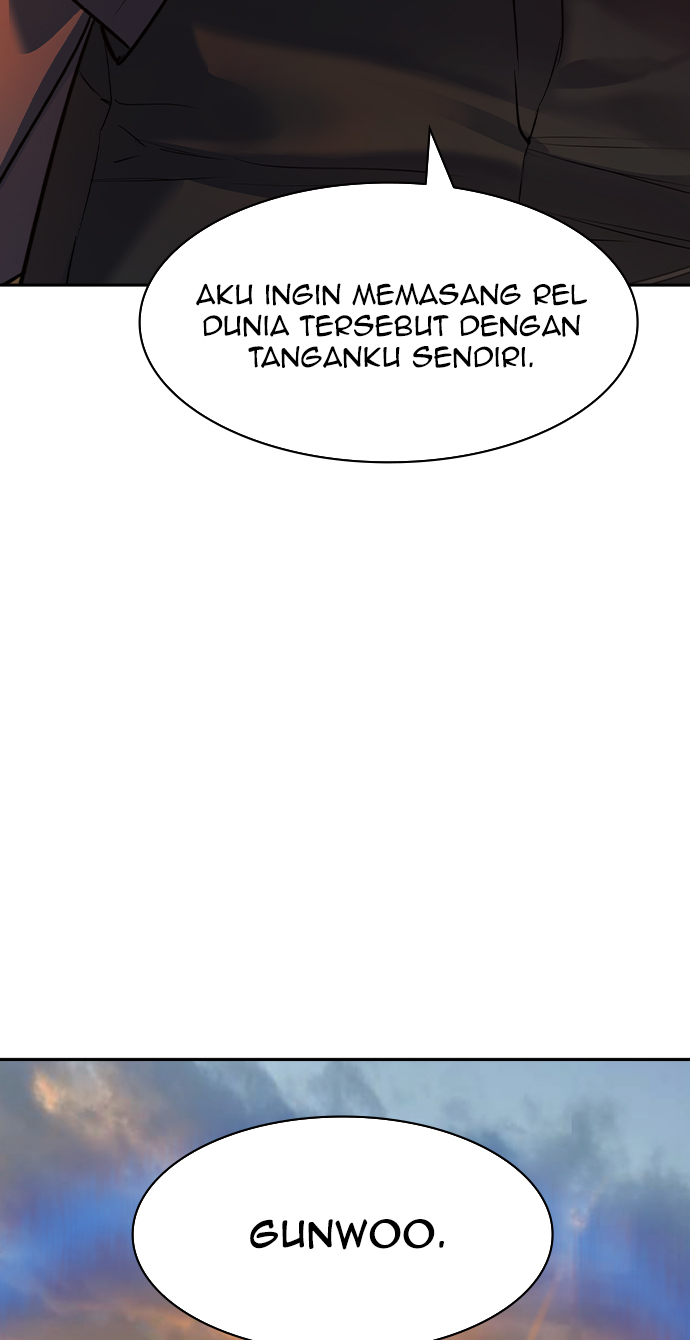 AKU INGIN MEMASANG REL
DUNIA TERSEBUT DENGAN
TANGANKU SENDIRI.
GUNWOO.